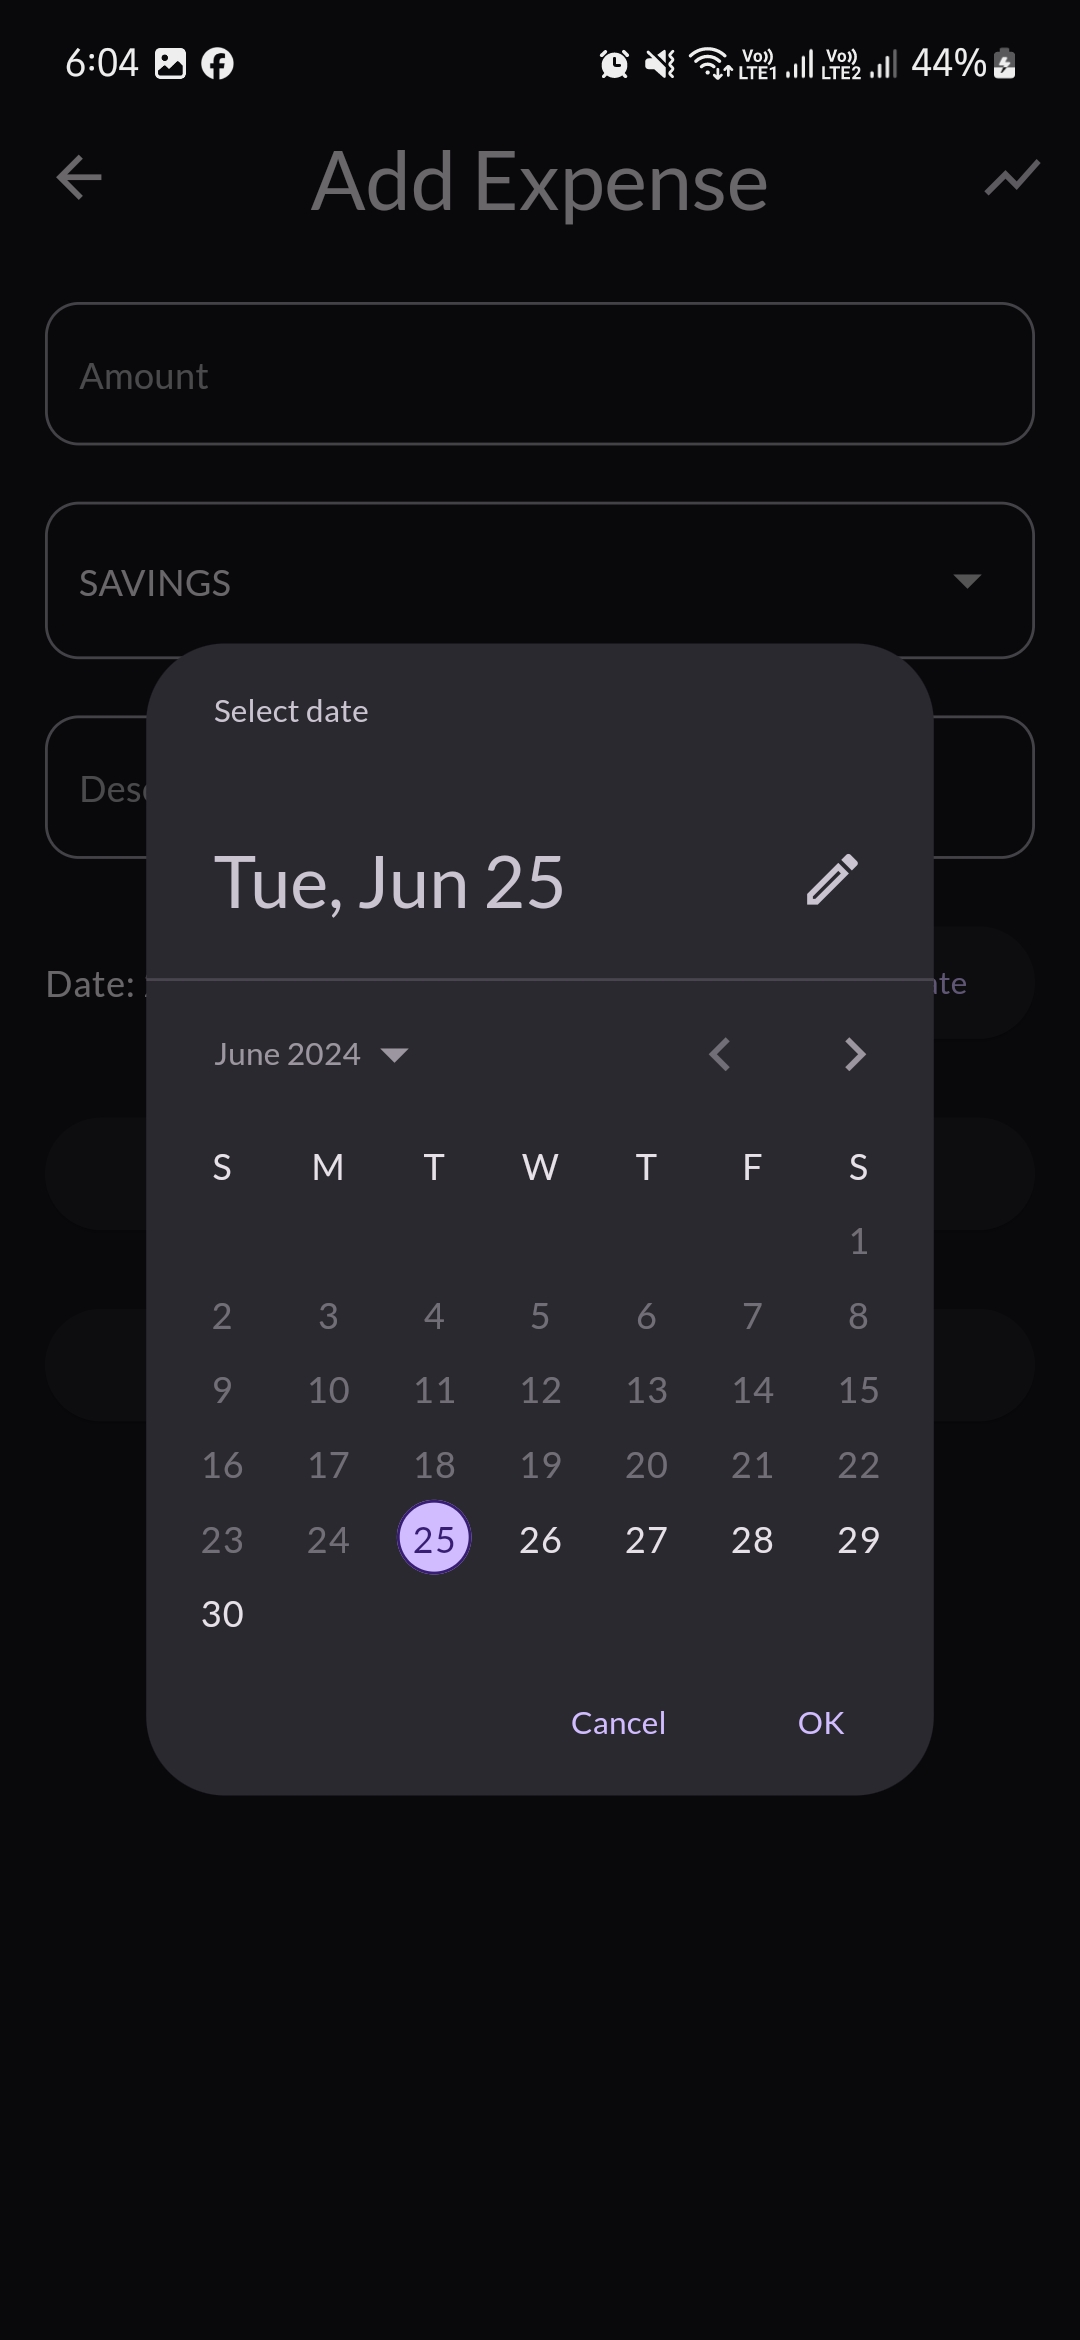 6:04 Vo)) LTE1 Vo)) LTE2 44%
Add Expense
Amount
SAVINGS
Select date
Tue, Jun 25
Date:
June 2024
S M T W T F S
1
2 3 4 5 6 7 8
9 10 11 12 13 14 15
16 17 18 19 20 21 22
23 24 25 26 27 28 29
30
Cancel OK